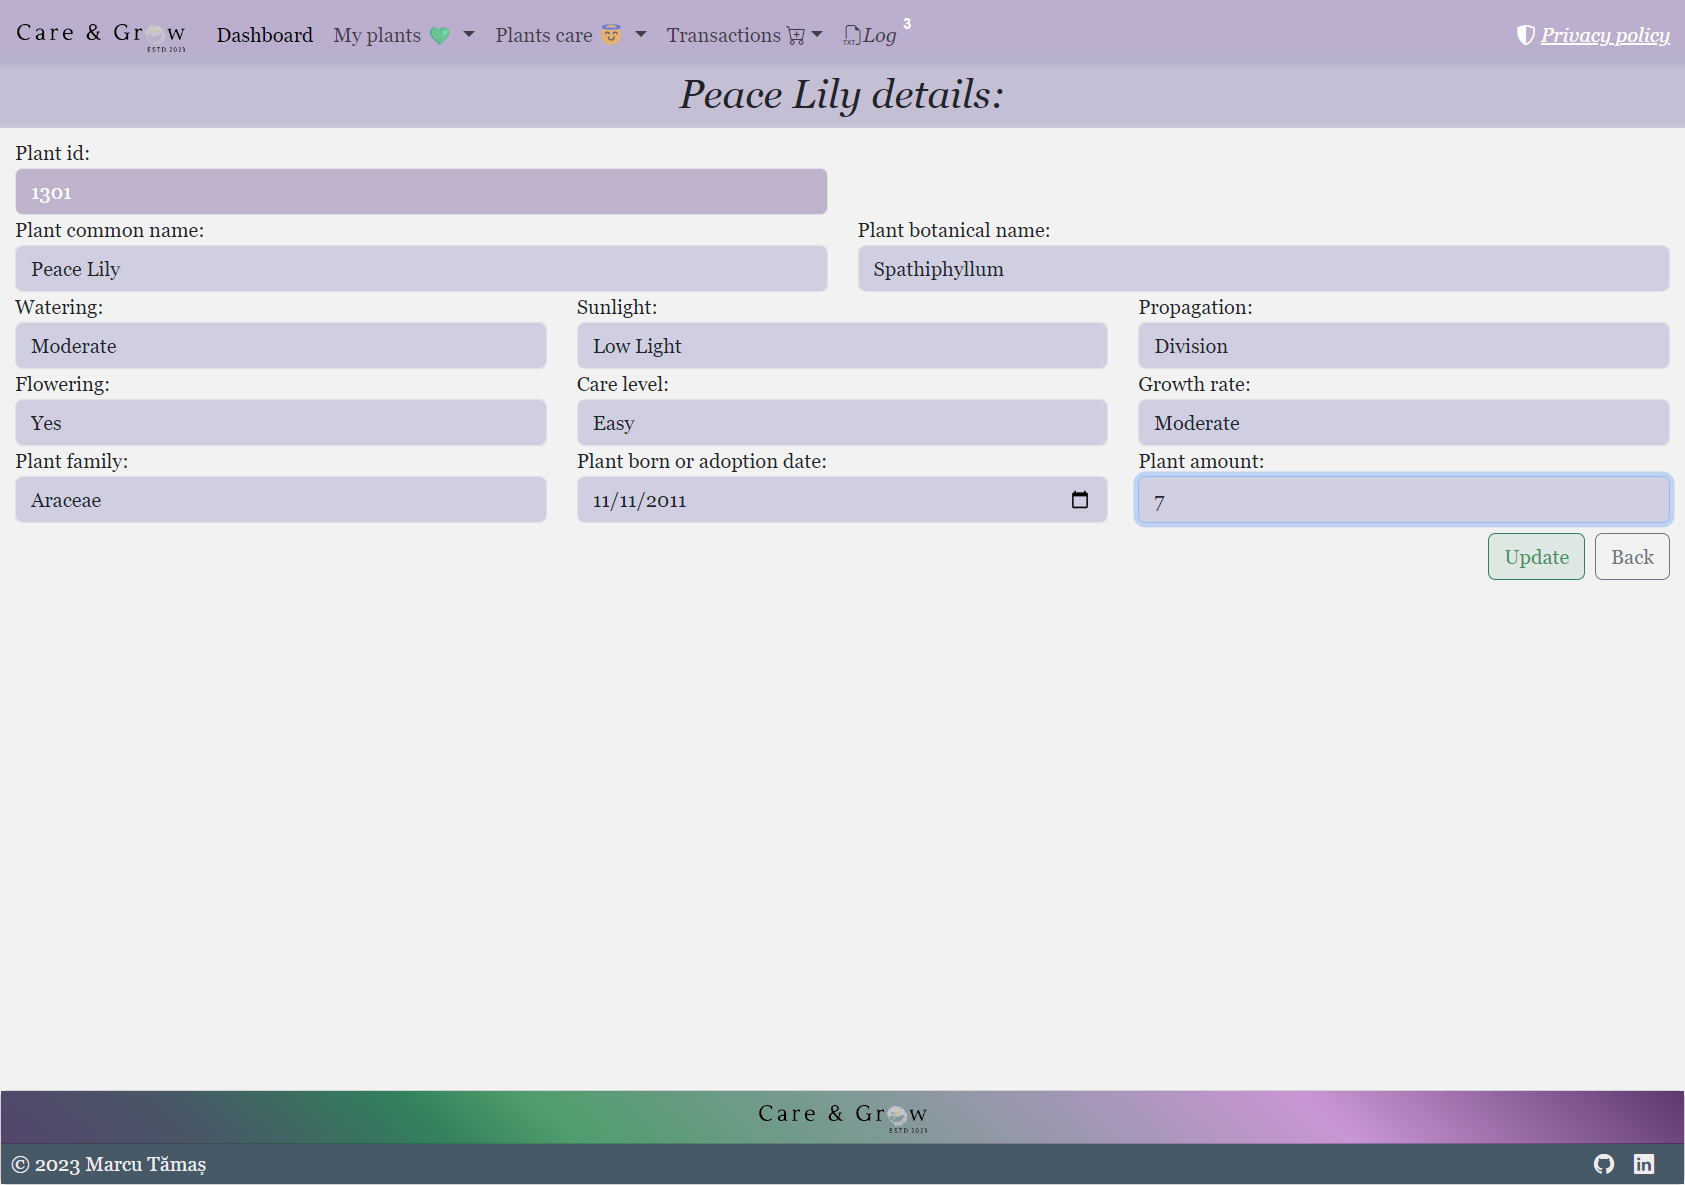 Care & Grow Dashboard My plants 💚 Plants care 😇 Transactions TXT Log 3 Privacy policy
ESTD 2023
Peace Lily details:
Plant id:
1301
Plant common name: Plant botanical name:
Peace Lily Spathiphyllum
Watering: Sunlight: Propagation:
Moderate Low Light Division
Flowering: Care level: Growth rate:
Yes Easy Moderate
Plant family: Plant born or adoption date: Plant amount:
Araceae 11/11/2011 7
Update Back
Care & Grow
ESTD 2023
© 2023 Marcu Tămaș in